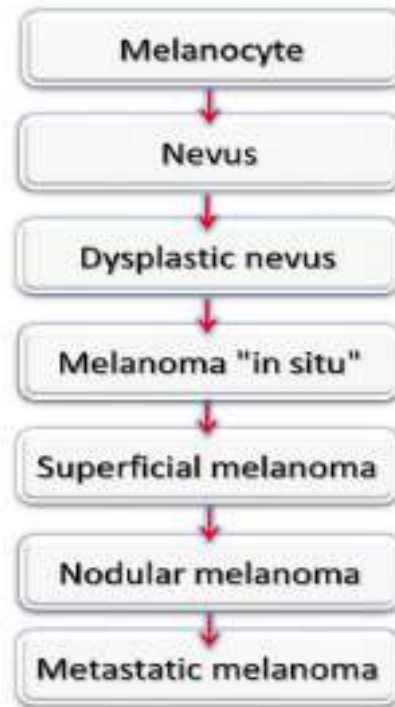 Melanocyte
Nevus
Dysplastic nevus
Melanoma "in situ"
Superficial melanoma
Nodular melanoma
Metastatic melanoma